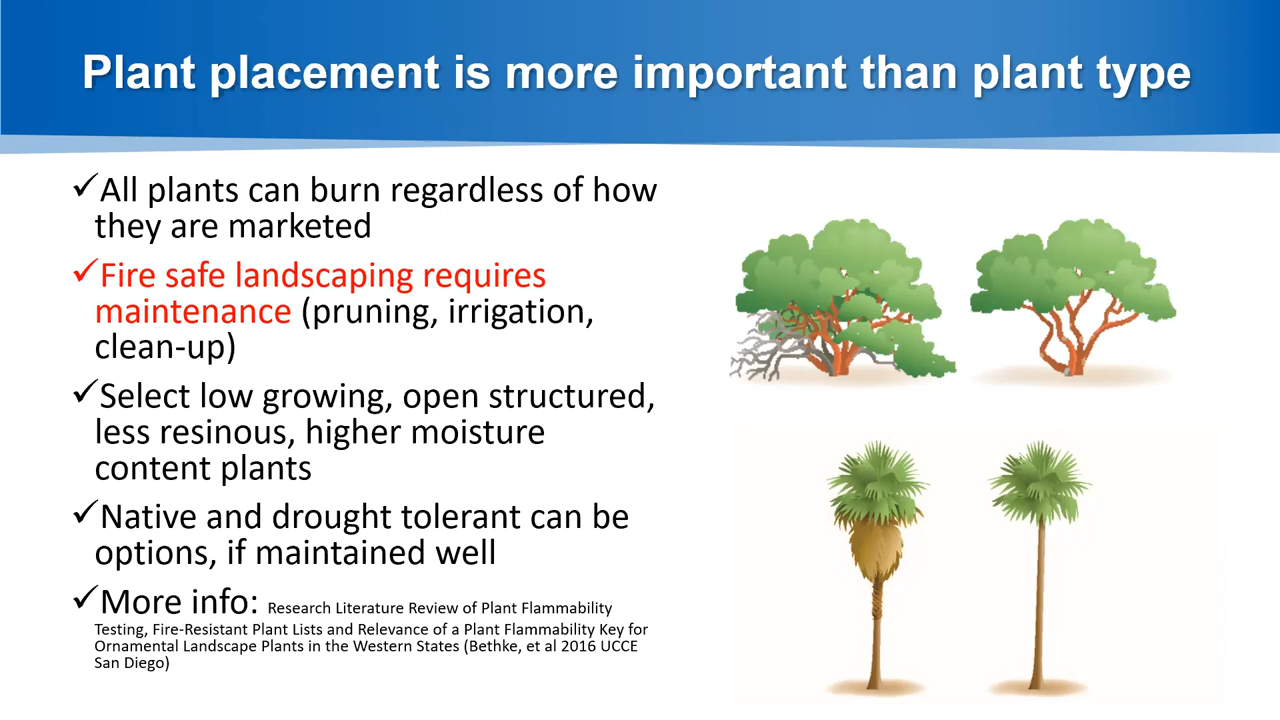 Plant placement is more important than plant type
✓All plants can burn regardless of how
they are marketed
✓Fire safe landscaping requires
maintenance (pruning, irrigation,
clean-up)
✓Select low growing, open structured,
less resinous, higher moisture
content plants
✓Native and drought tolerant can be
options, if maintained well
✓More info: Research Literature Review of Plant Flammability
Testing, Fire-Resistant Plant Lists and Relevance of a Plant Flammability Key for
Ornamental Landscape Plants in the Western States (Bethke, et al 2016 UCCE
San Diego)